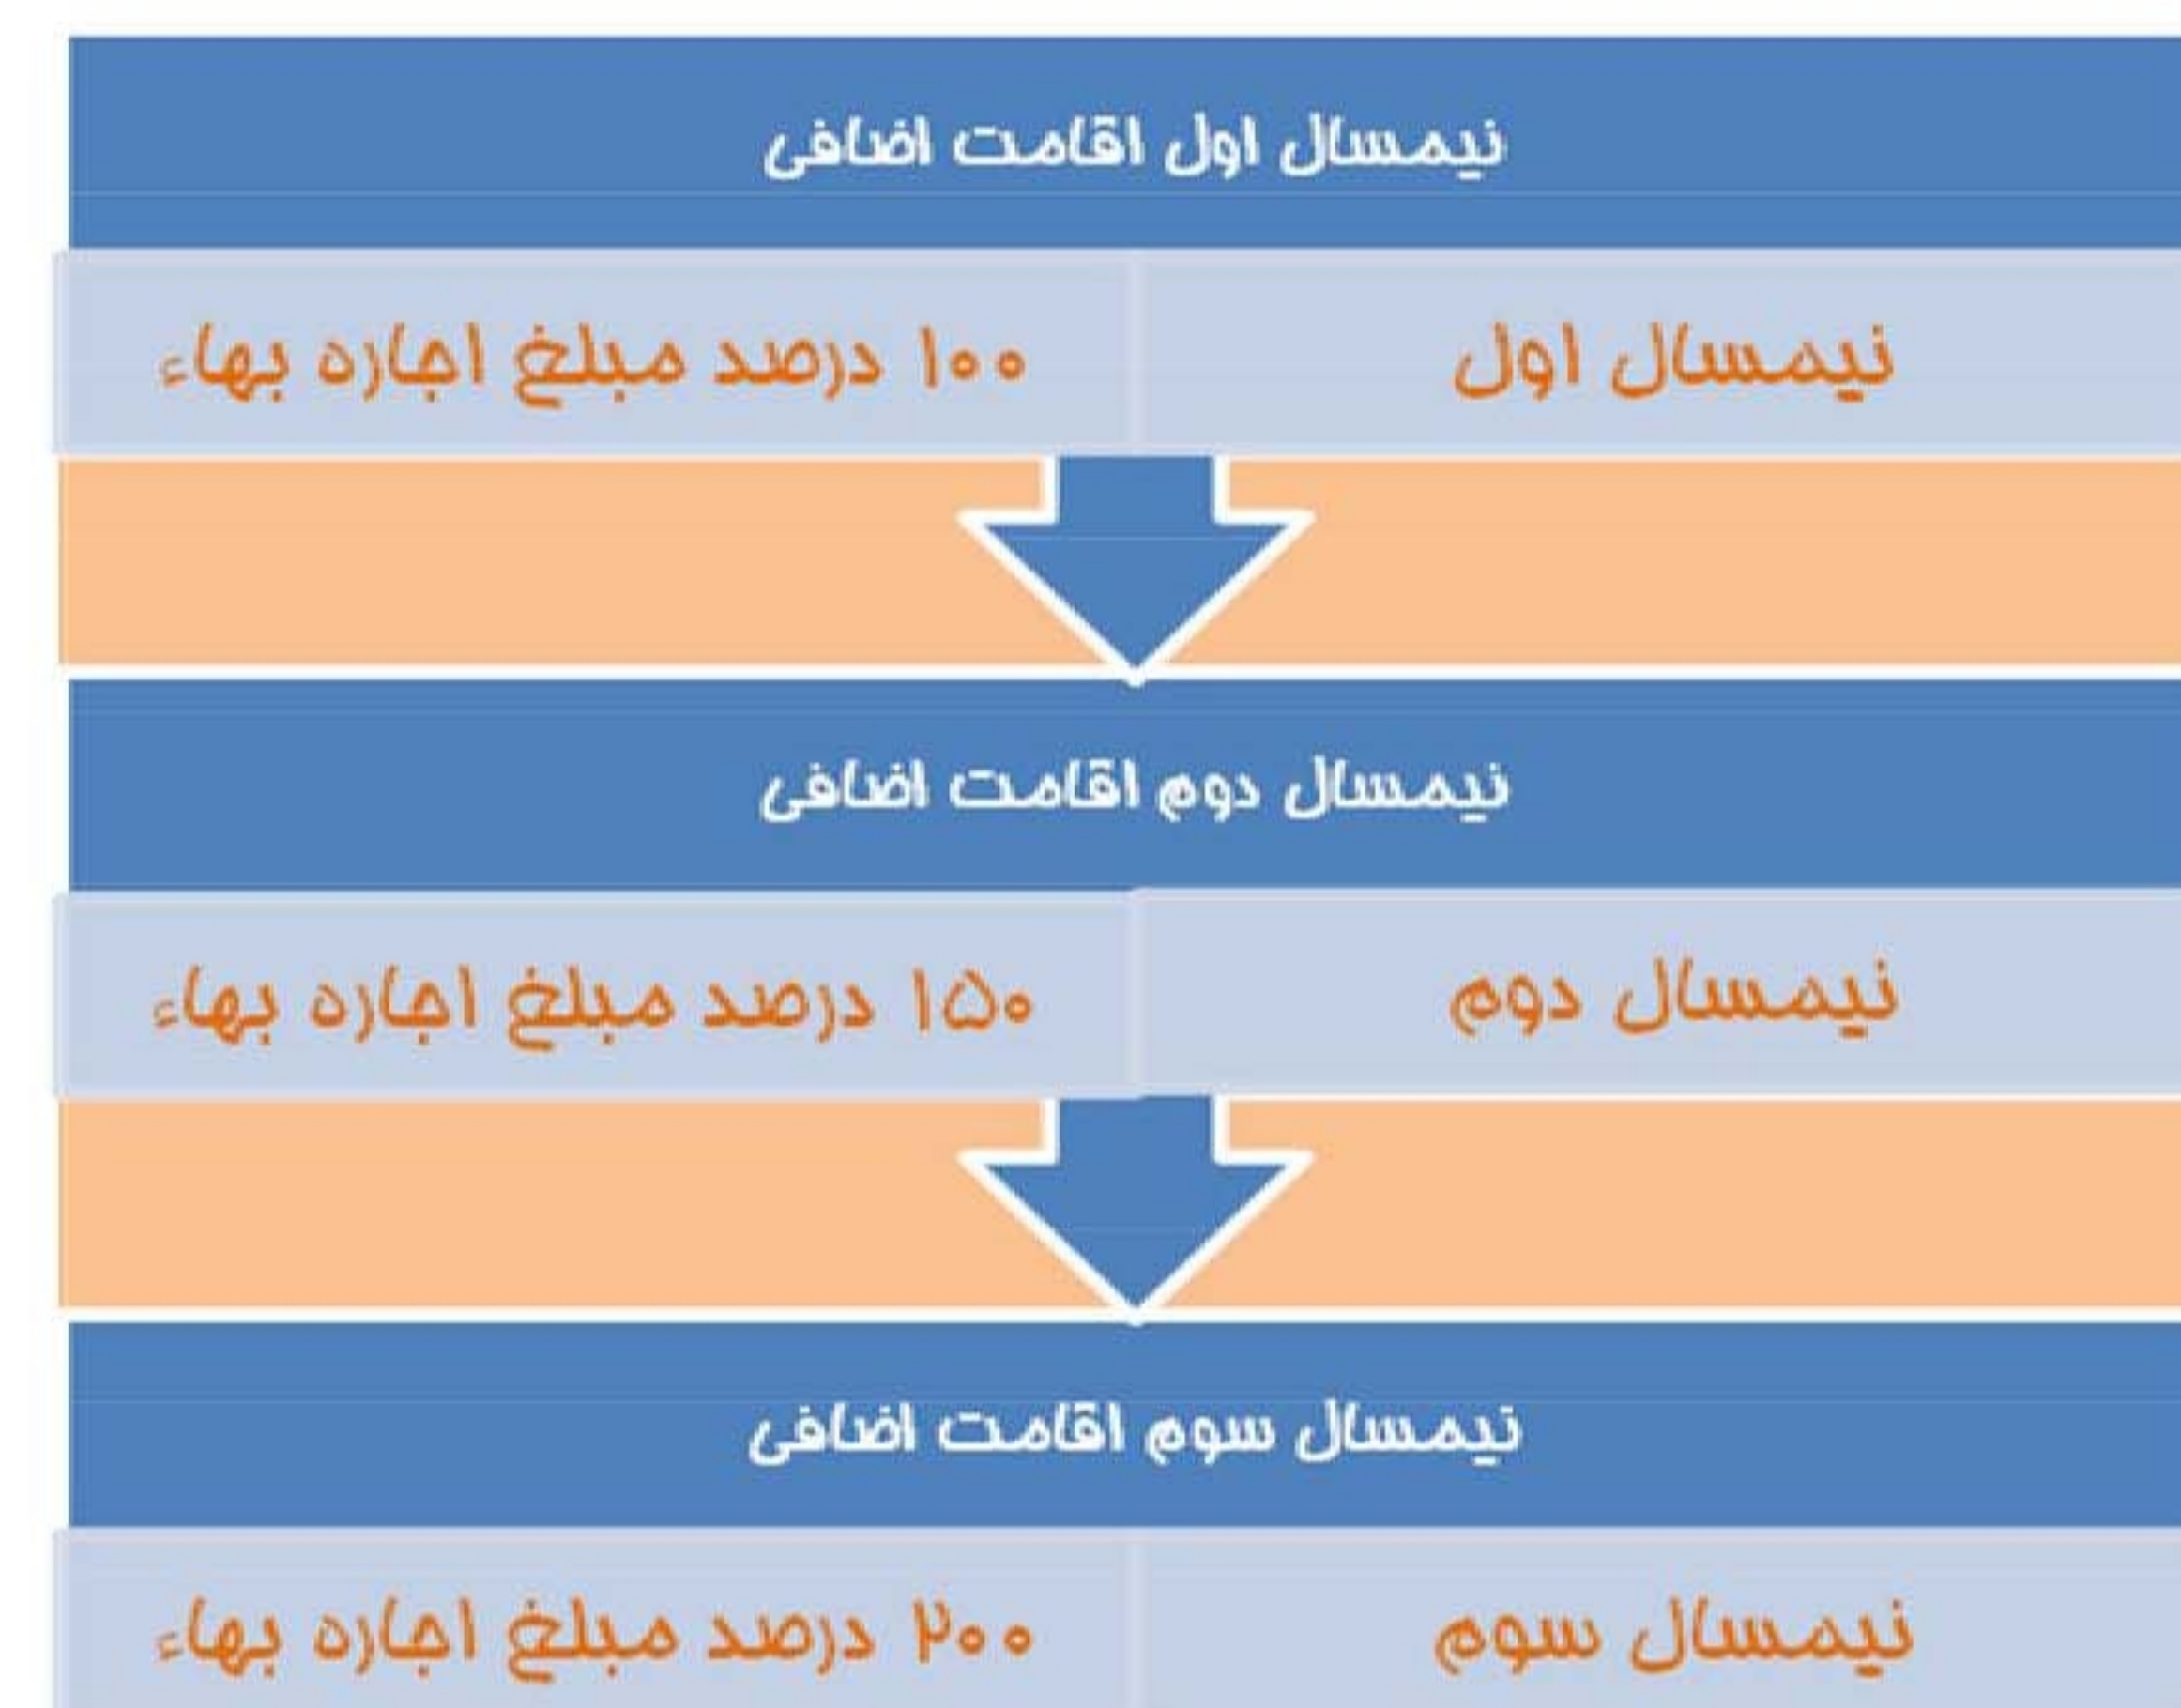 نیمسال اول اقامت اضافی
نیمسال اول ۱۰۰ درصد مبلغ اجاره بهاء
نیمسال دوم اقامت اضافی
نیمسال دوم ۱۵۰ درصد مبلغ اجاره بهاء
نیمسال سوم اقامت اضافی
نیمسال سوم ۲۰۰ درصد مبلغ اجاره بهاء